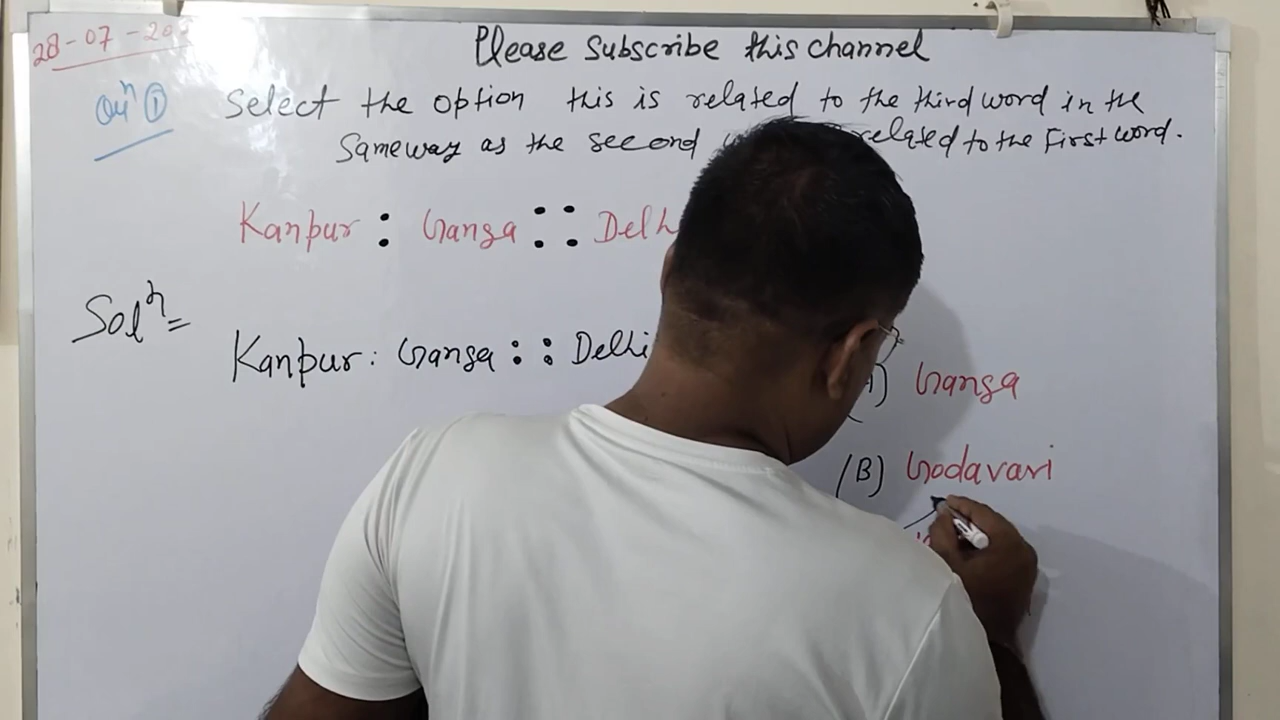 28-07-20
Please Subscribe this channel
Qu^n ① Select the option this is related to the third word in the
Sameway as the second related to the First word.
Kanpur : Ganga :: Delh
Sol^n = Kanpur : Ganga :: Delhi
(A) Ganga
(B) Godavari